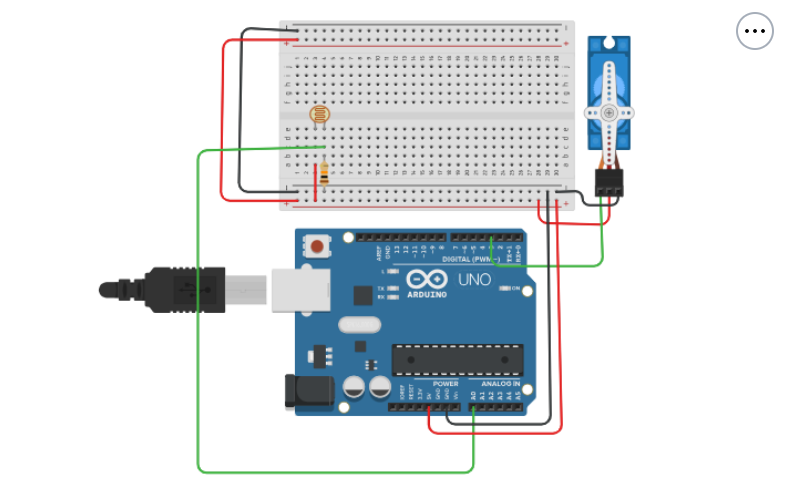 a b c d e
f g h i j
7
~6
~5
4
2
TX→1
RX←0
AREF
GND
13
12
~11
~10
~9
8
DIGITAL (PWM~)
L
TX
RX
UNO
ON
ARDUINO
POWER
ANALOG IN
IOREF
RESET
3.3V
5V
GND
GND
Vin
A0
A1
A2
A3
A4
A5